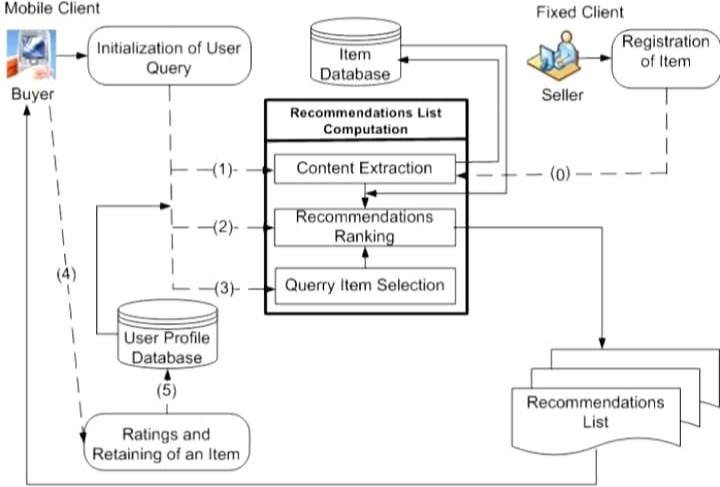 Mobile Client
Fixed Client
Buyer
Initialization of User
Query
Item
Database
Seller
Registration
of Item
Recommendations List
Computation
(1)
Content Extraction
(0)
(2)
Recommendations
Ranking
(3)
Querry Item Selection
(4)
User Profile
Database
(5)
Ratings and
Retaining of an Item
Recommendations
List